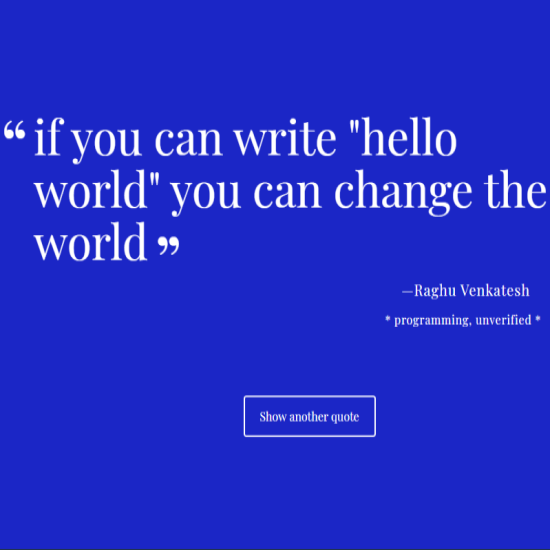 “ if you can write "hello
world" you can change the
world ”
—Raghu Venkatesh
* programming, unverified *
Show another quote